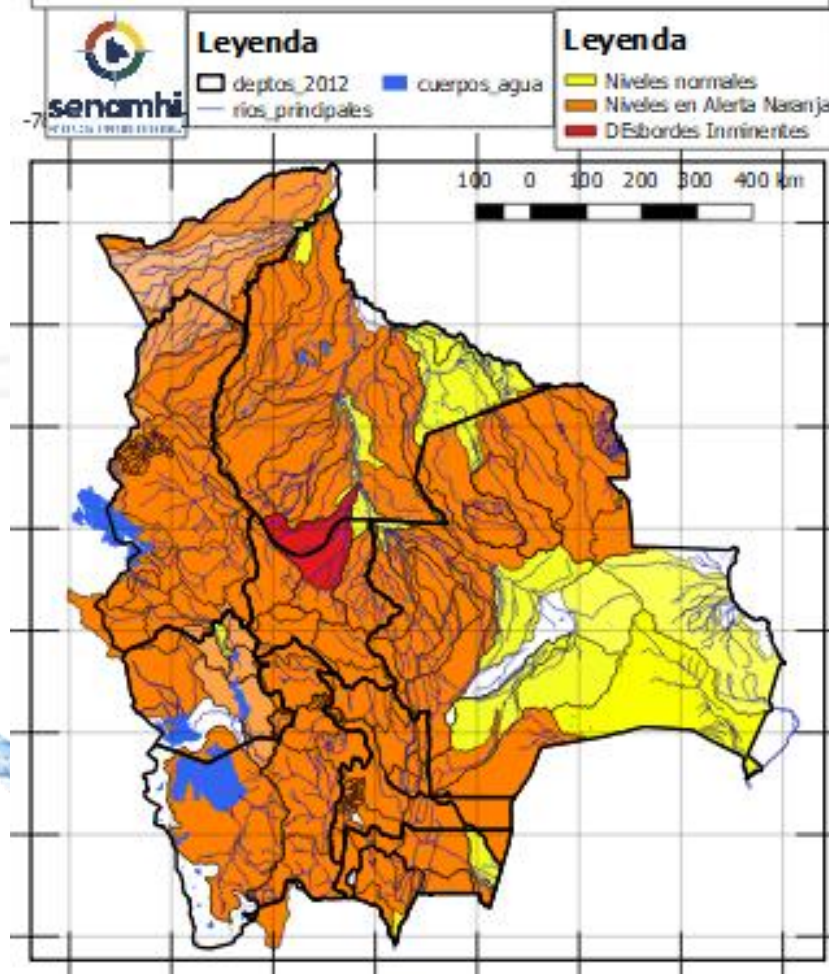 senamhi
Leyenda
deptos_2012 cuerpos_agua
rios_principales
Leyenda
Niveles normales
Niveles en Alerta Naranja
DEsbordes Inminentes
100 0 100 200 300 400 km